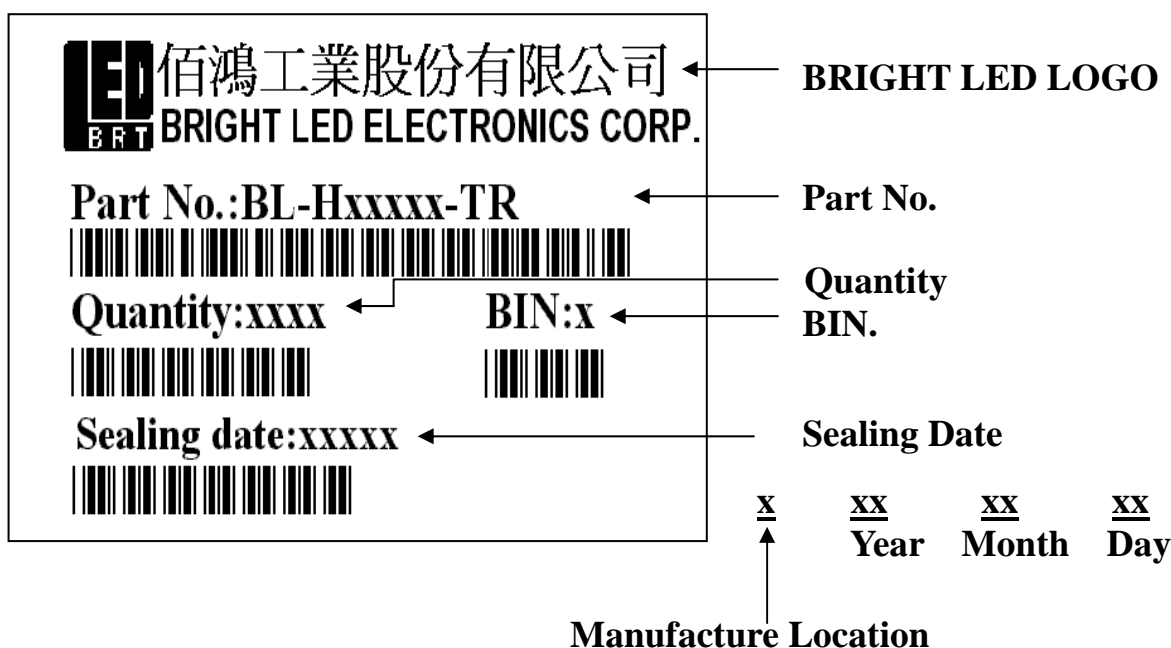 LED
BRT
佰鴻工業股份有限公司
BRIGHT LED ELECTRONICS CORP.
BRIGHT LED LOGO
Part No.:BL-Hxxxxx-TR
Part No.
Quantity:xxxx
BIN:x
Quantity
BIN.
Sealing date:xxxxx
Sealing Date
x xx xx xx
Year Month Day
Manufacture Location